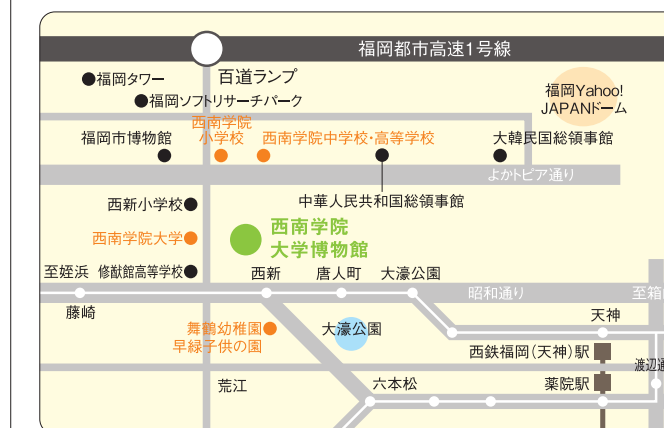 福岡都市高速1号線
福岡タワー
百道ランプ
福岡ソフトリサーチパーク
福岡Yahoo!
JAPANドーム
西南学院
小学校
福岡市博物館
西南学院中学校・高等学校
大韓民国総領事館
よかトピア通り
中華人民共和国総領事館
西新小学校
西南学院大学
西南学院
大学博物館
至姪浜
修猷館高等学校
西新
唐人町
大濠公園
昭和通り
至箱
藤崎
天神
舞鶴幼稚園
早緑子供の園
大濠公園
西鉄福岡(天神)駅
渡辺通
荒江
六本松
薬院駅